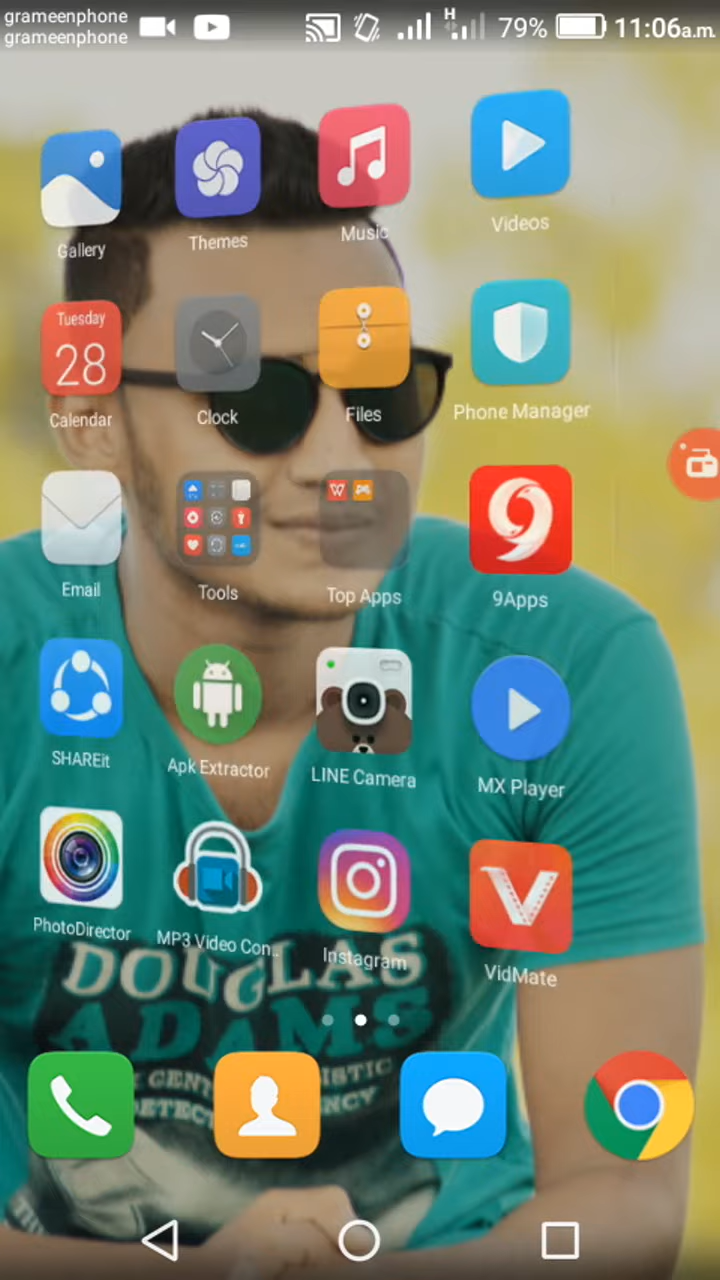 grameenphone
grameenphone
H
79%
11:06a.m.
Gallery
Themes
Music
Videos
Tuesday
28
Calendar
Clock
Files
Phone Manager
Email
Tools
W
Top Apps
9Apps
SHAREit
Apk Extractor
LINE Camera
MX Player
PhotoDirector
MP3 Video Con..
Instagram
VidMate
DOUGLAS
ADAMS